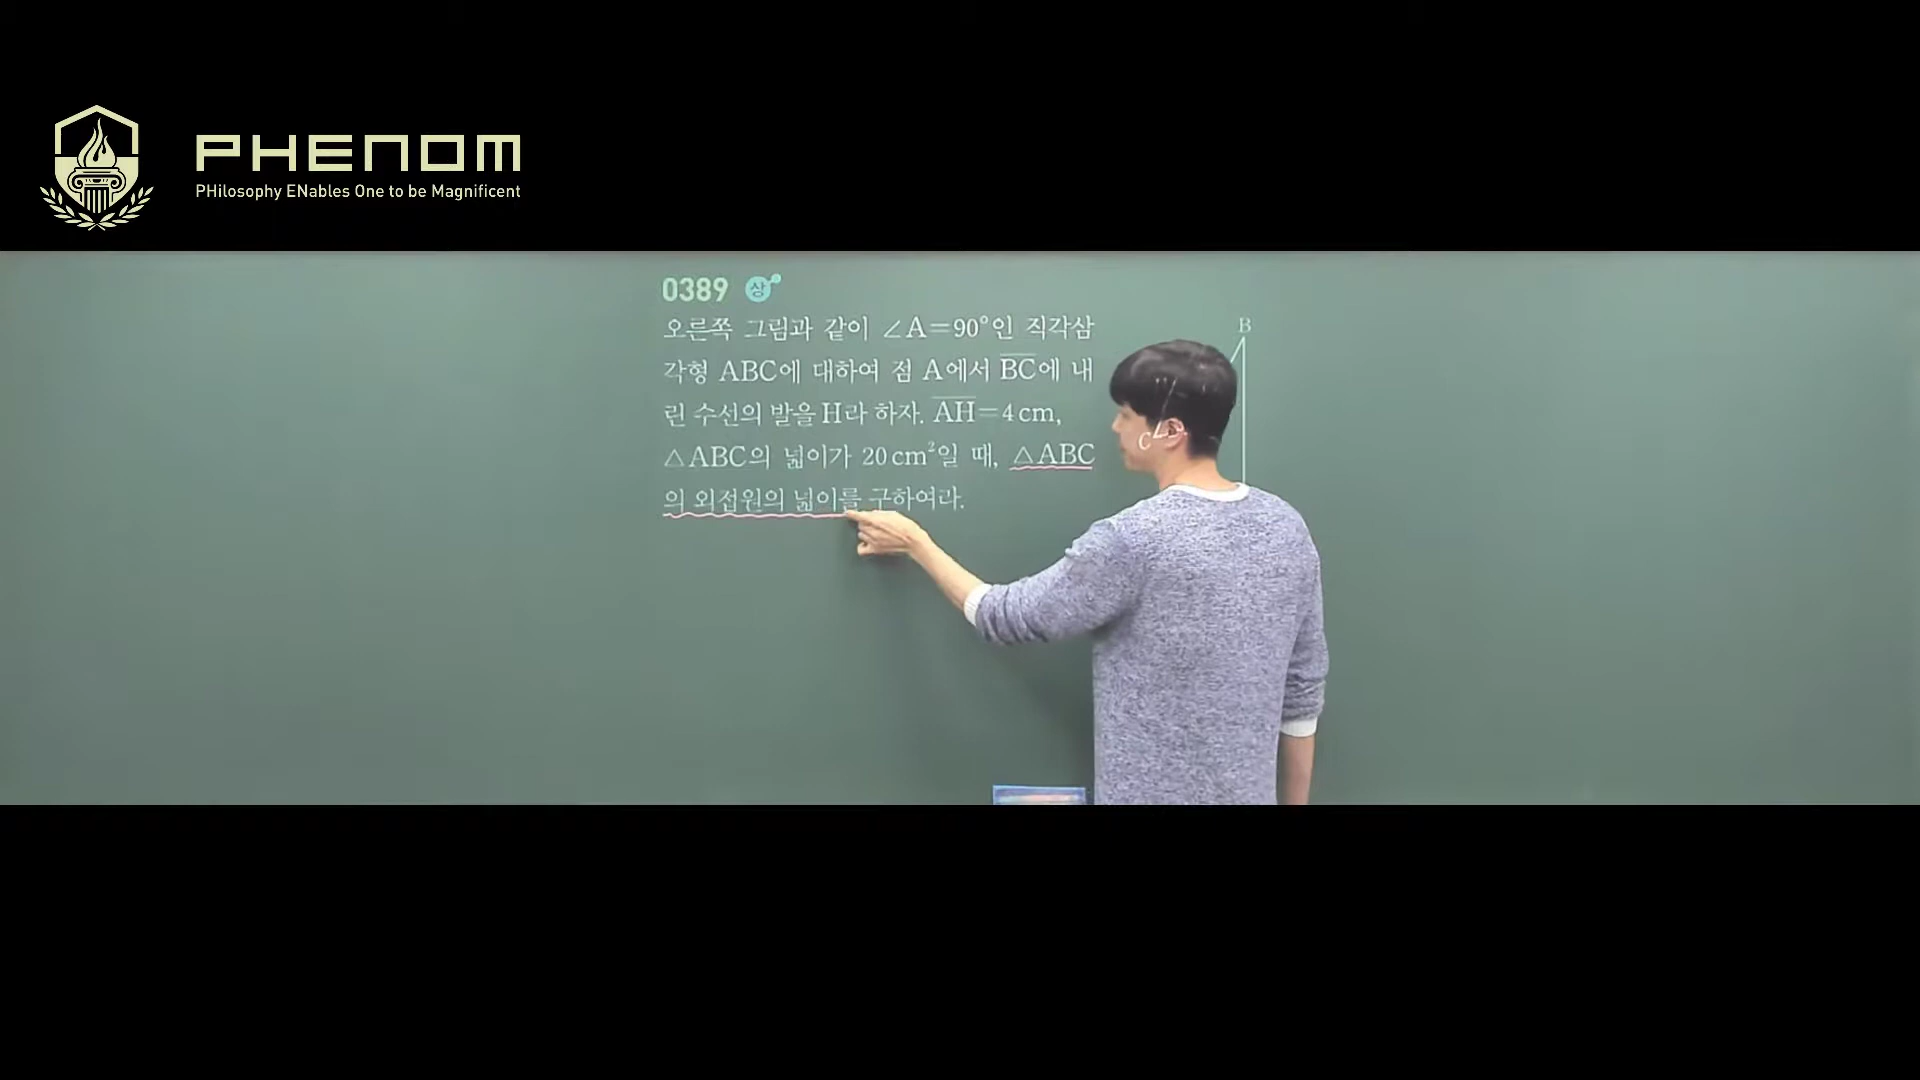 PHENOM
PHilosophy ENables One to be Magnificent
0389 상
오른쪽 그림과 같이 ∠A=90°인 직각삼
각형 ABC에 대하여 점 A에서 BC에 내
린 수선의 발을 H라 하자. AH=4cm,
△ABC의 넓이가 20cm²일 때, △ABC
의 외접원의 넓이를 구하여라.
B
C